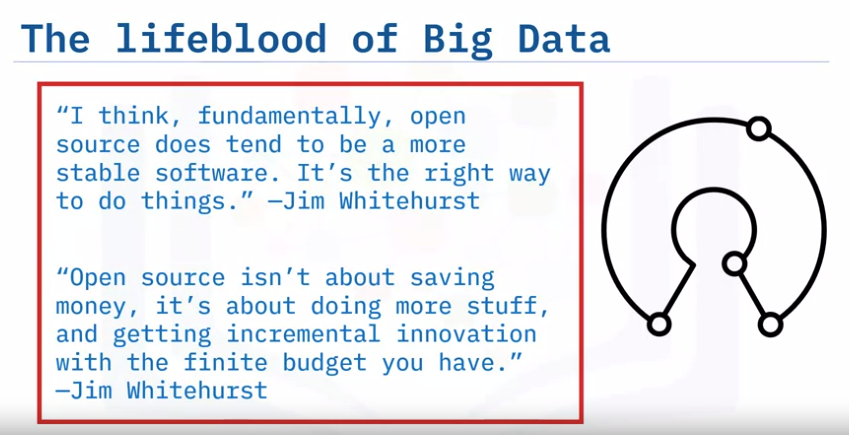 The lifeblood of Big Data
“I think, fundamentally, open
source does tend to be a more
stable software. It’s the right way
to do things.” —Jim Whitehurst
“Open source isn’t about saving
money, it’s about doing more stuff,
and getting incremental innovation
with the finite budget you have.”
—Jim Whitehurst